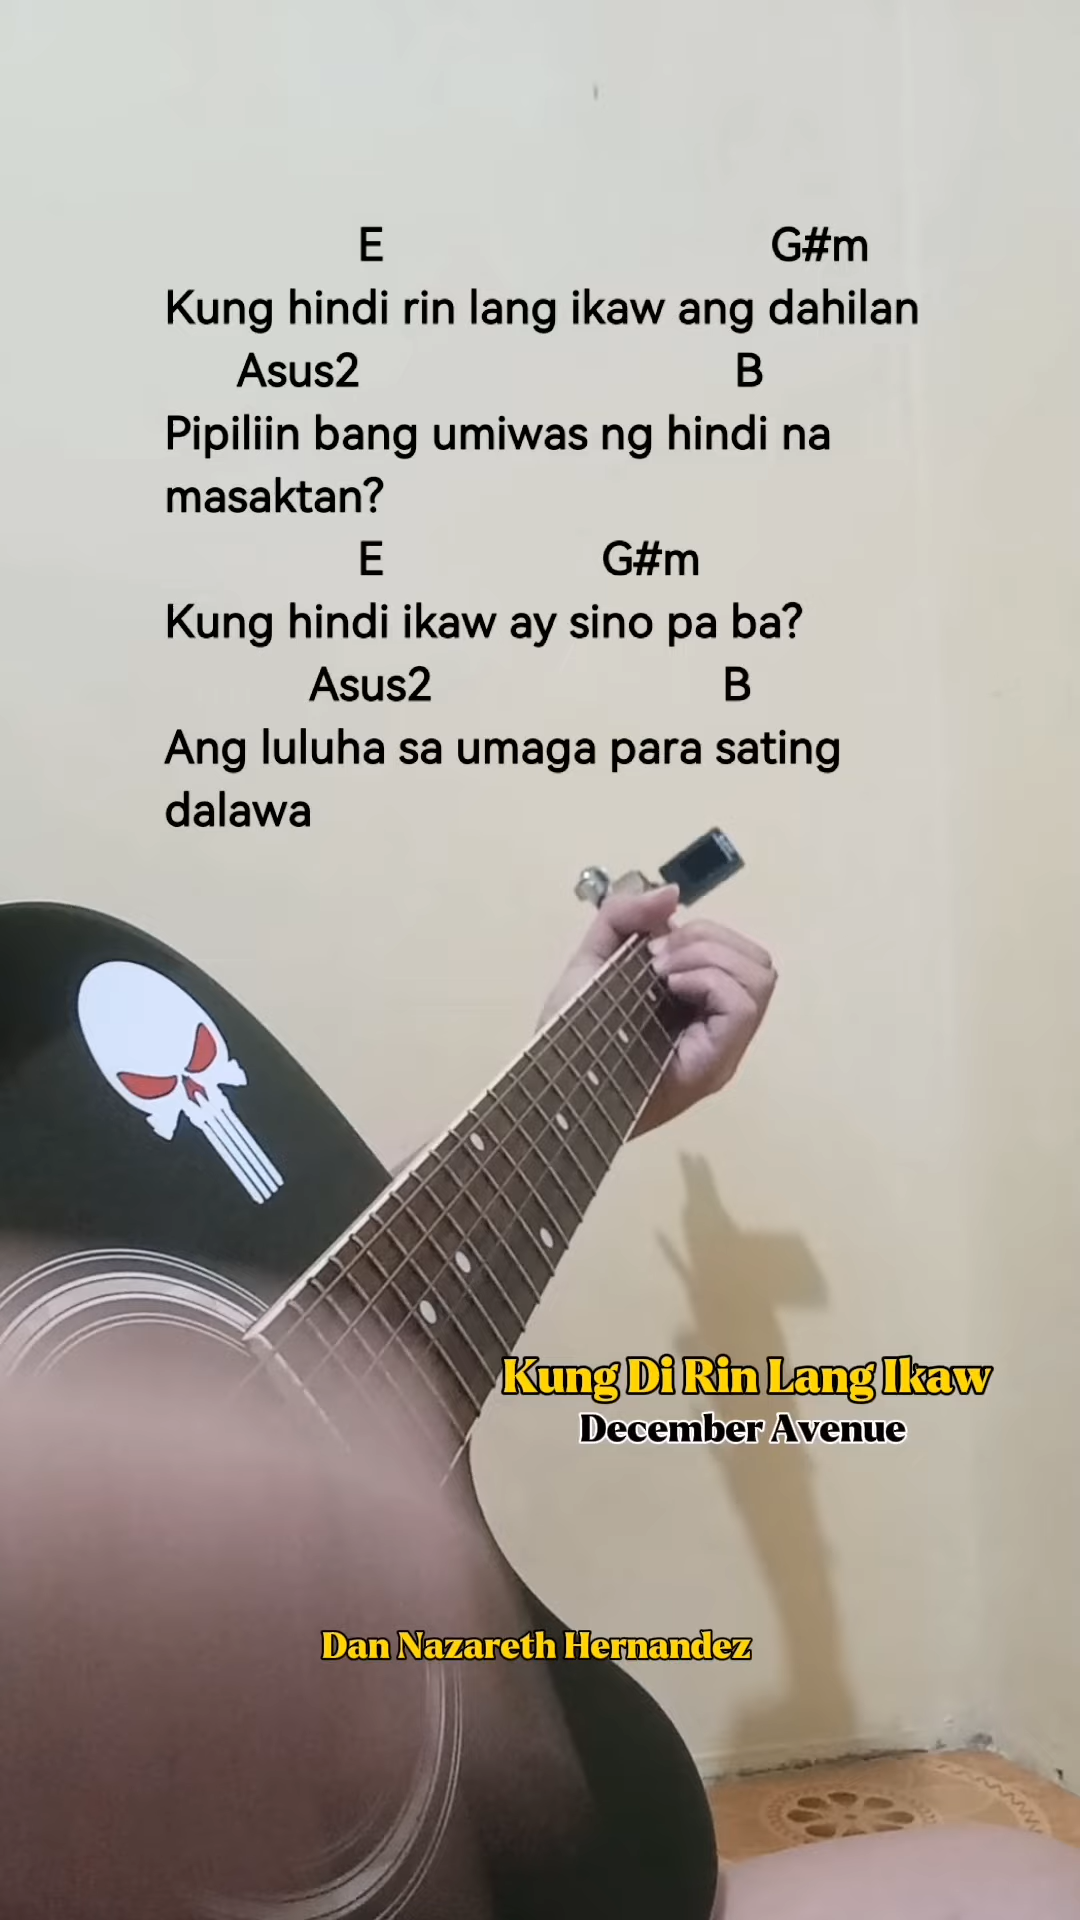 E G#m
Kung hindi rin lang ikaw ang dahilan
Asus2 B
Pipiliin bang umiwas ng hindi na
masaktan?
E G#m
Kung hindi ikaw ay sino pa ba?
Asus2 B
Ang luluha sa umaga para sating
dalawa
Kung Di Rin Lang Ikaw
December Avenue
Dan Nazareth Hernandez